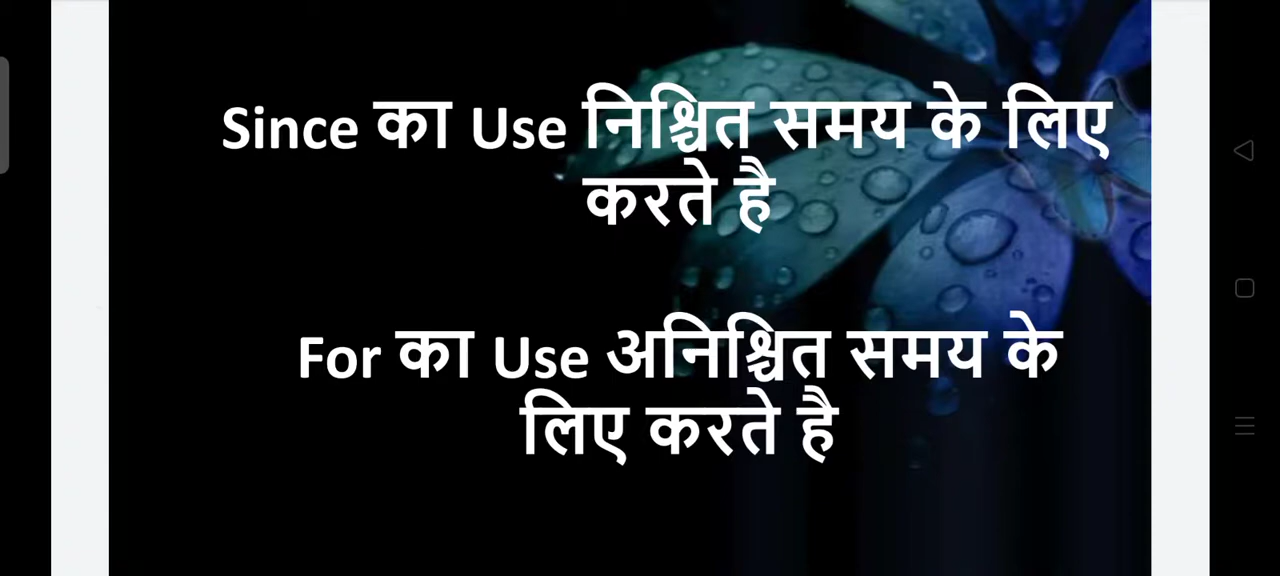 Since का Use निश्चित समय के लिए
करते है
For का Use अनिश्चित समय के
लिए करते है